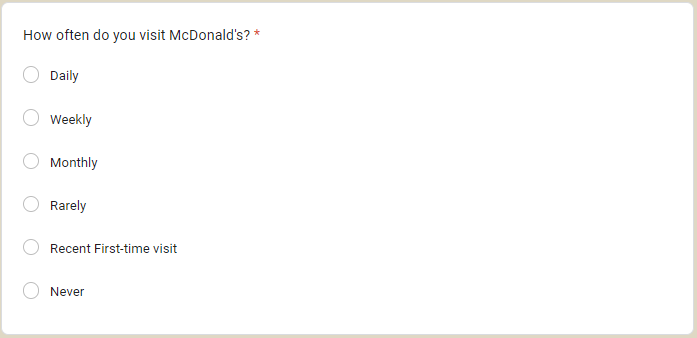 How often do you visit McDonald's? *
Daily
Weekly
Monthly
Rarely
Recent First-time visit
Never